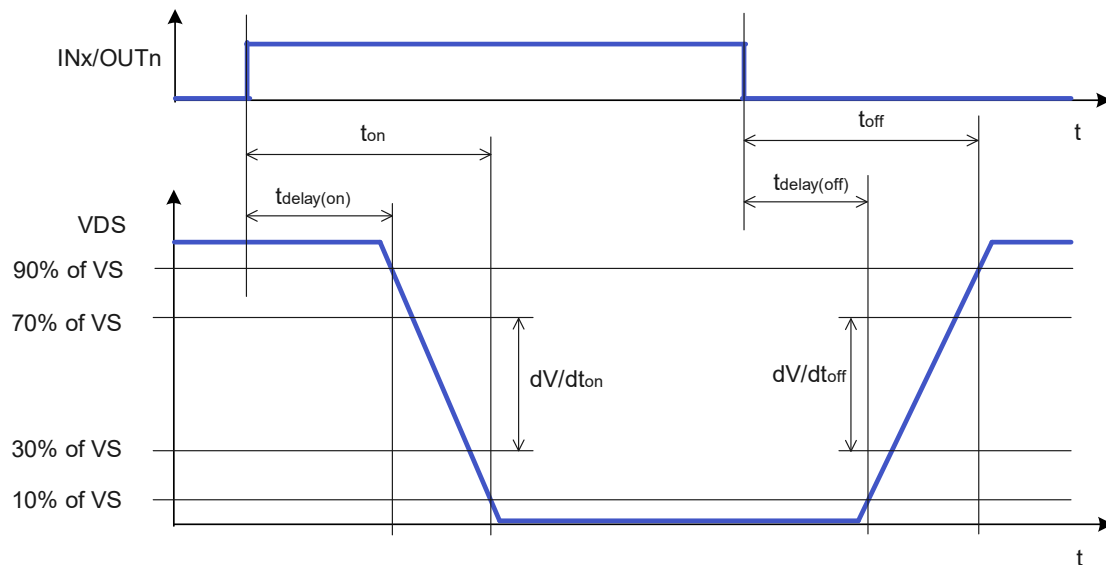 INx/OUTn
t
ton
toff
tdelay(on)
tdelay(off)
VDS
90% of VS
70% of VS
dV/dton
dV/dtoff
30% of VS
10% of VS
t